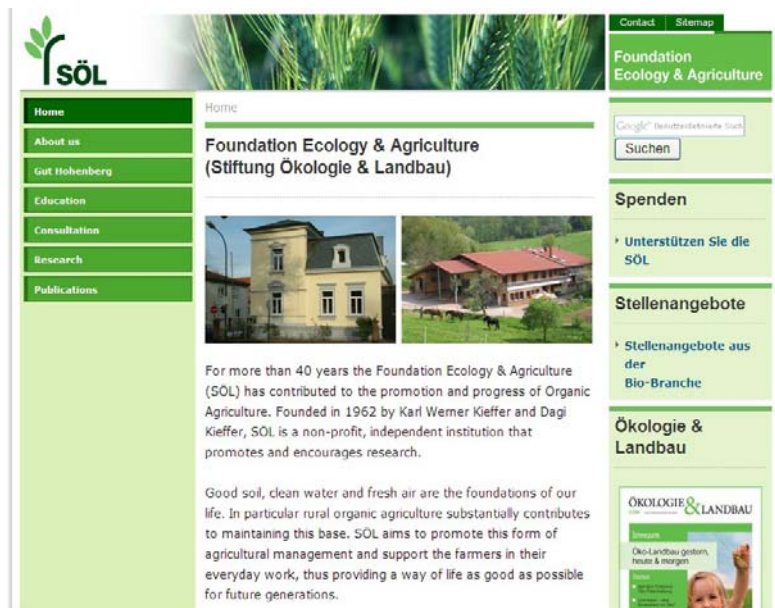 SÖL
Contact
Sitemap
Foundation
Ecology & Agriculture
Home
About us
Gut Hohenberg
Education
Consultation
Research
Publications
Home
Foundation Ecology & Agriculture
(Stiftung Ökologie & Landbau)
For more than 40 years the Foundation Ecology & Agriculture
(SÖL) has contributed to the promotion and progress of Organic
Agriculture. Founded in 1962 by Karl Werner Kieffer and Dagi
Kieffer, SÖL is a non-profit, independent institution that
promotes and encourages research.
Good soil, clean water and fresh air are the foundations of our
life. In particular rural organic agriculture substantially contributes
to maintaining this base. SÖL aims to promote this form of
agricultural management and support the farmers in their
everyday work, thus providing a way of life as good as possible
for future generations.
Google Benutzerdefinierte Such
Suchen
Spenden
Unterstützen Sie die
SÖL
Stellenangebote
Stellenangebote aus
der
Bio-Branche
Ökologie &
Landbau
ÖKOLOGIE & LANDBAU
Öko-Landbau gestern,
heute & morgen